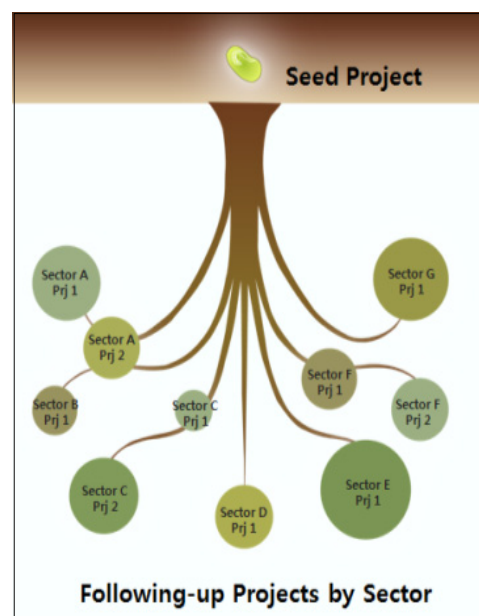 Seed Project
Sector A
Prj 1
Sector G
Prj 1
Sector A
Prj 2
Sector F
Prj 1
Sector B
Prj 1
Sector C
Prj 1
Sector F
Prj 2
Sector C
Prj 2
Sector E
Prj 1
Sector D
Prj 1
Following-up Projects by Sector